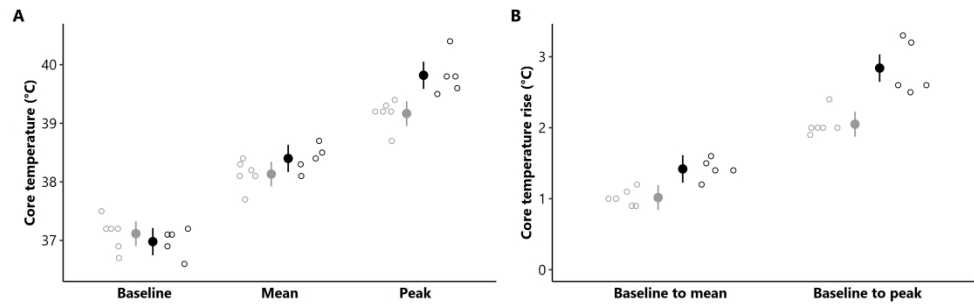 A
Core temperature (°C)
40
39
38
37
Baseline Mean Peak
B
Core temperature rise (°C)
3
2
1
0
Baseline to mean Baseline to peak